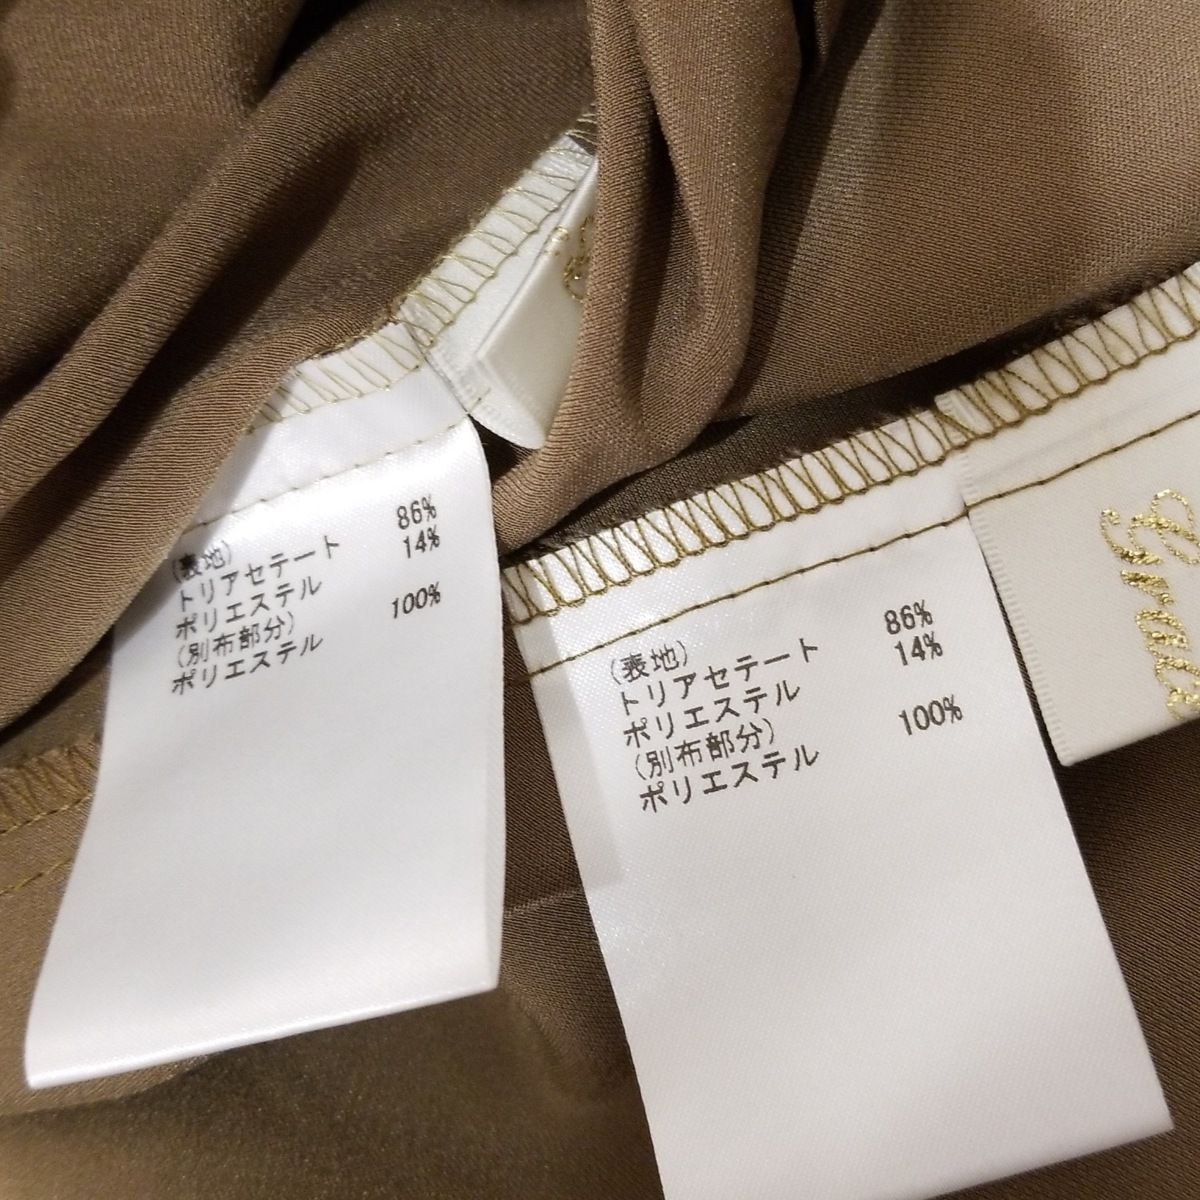 (表地)
トリアセテート 86%
ポリエステル 14%
(別布部分)
ポリエステル 100%
(表地)
トリアセテート 86%
ポリエステル 14%
(別布部分)
ポリエステル 100%